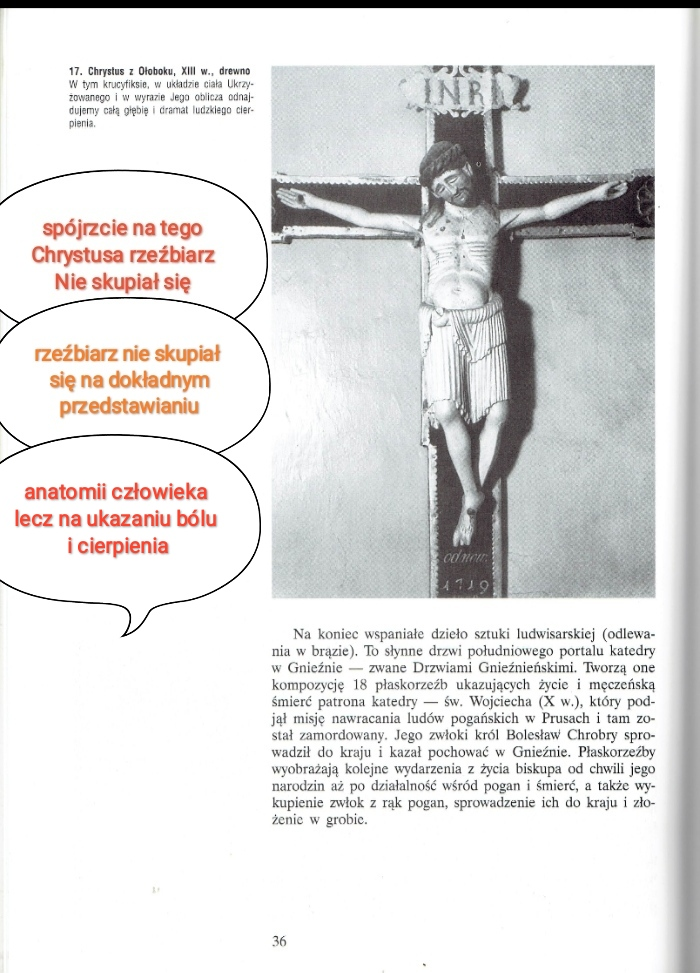 17. Chrystus z Ołoboku, XIII w., drewno
W tym krucyfiksie, w układzie ciała Ukrzy-
żowanego i w wyrazie Jego oblicza odnaj-
dujemy całą głębię i dramat ludzkiego cier-
pienia.
INRI
spójrzcie na tego
Chrystusa rzeźbiarz
Nie skupiał się
rzeźbiarz nie skupiał
się na dokładnym
przedstawianiu
anatomii człowieka
lecz na ukazaniu bólu
i cierpienia
odnow.
1719
Na koniec wspaniałe dzieło sztuki ludwisarskiej (odlewa-
nia w brązie). To słynne drzwi południowego portalu katedry
w Gnieźnie — zwane Drzwiami Gnieźnieńskimi. Tworzą one
kompozycję 18 płaskorzeźb ukazujących życie i męczeńską
śmierć patrona katedry — św. Wojciecha (X w.), który pod-
jął misję nawracania ludów pogańskich w Prusach i tam zo-
stał zamordowany. Jego zwłoki król Bolesław Chrobry spro-
wadził do kraju i kazał pochować w Gnieźnie. Płaskorzeźby
wyobrażają kolejne wydarzenia z życia biskupa od chwili jego
narodzin aż po działalność wśród pogan i śmierć, a także wy-
kupienie zwłok z rąk pogan, sprowadzenie ich do kraju i zło-
żenie w grobie.
36